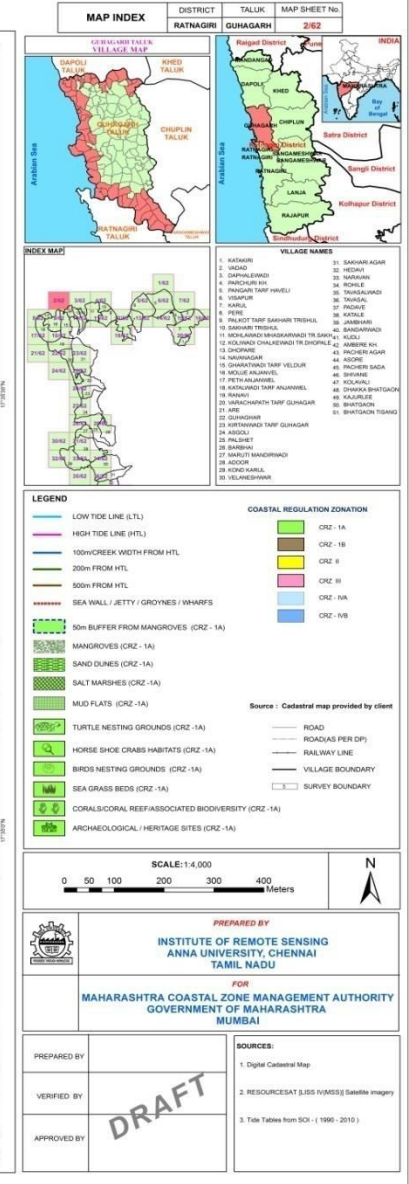 MAP INDEX
DISTRICT TALUK MAP SHEET No.
RATNAGIRI GUHAGARH 2/62
GUHAGARH TALUK
VILLAGE MAP
DAPOLI
TALUK
KHED
TALUK
GUHAGARH
TALUK
CHUPLIN
TALUK
Arabian Sea
RATNAGIRI
TALUK
Raigad District
Pune
MANDANGAD
DAPOLI
KHED
GUHAGARH
CHIPLUN
Satra District
RATNAGIRI
Sangli District
Kolhapur District
LANJA
RAJAPUR
Sindhudurg District
Arabian Sea
INDIA
MAHARASHTRA
Bay
of
Bengal
INDEX MAP
2/62
VILLAGE NAMES
1. KATAKIRI
2. VADAD
3. DAPHALEWADI
4. PARCHURI KH.
5. PANGARI TARF HAVELI
6. VISAPUR
7. KARUL
8. PERE
9. PALKOT TARF SAKHARI TRISHUL
10. SAKHARI TRISHUL
11. MOHLAWADI MHASKARWADI TR.SAKH
12. KOLIWADI CHALKEWADI TR.DHOPALE
13. DHOPARE
14. NAVANAGAR
15. GHARATWADI TARF VELDUR
16. MOLUE ANJANVEL
17. PETH ANJANWEL
18. KATALWADI TARF ANJANWEL
19. RANAVI
20. VARACHAPATH TARF GUHAGAR
21. ARE
22. GUHAGHAR
23. KIRTANWADI TARF GUHAGAR
24. ASGOLI
25. PALSHET
26. BARBHAI
27. MARUTI MANDIRWADI
28. ADOOR
29. KOND KARUL
30. VELANESHWAR
31. SAKHARI AGAR
32. HEDAVI
33. NARAVAN
34. ROHILE
35. TAVASALWADI
36. TAVASAL
37. PADAVE
38. KATALE
39. JAMBHARI
40. BANDARWADI
41. KUDLI
42. AMBERE KH.
43. PACHERI AGAR
44. ASORE
45. PACHERI SADA
46. SHIVANE
47. KOLAVALI
48. DHAKKA BHATGAON
49. KAJURLEE
50. BHATGAON
51. BHATGAON TISANG
LEGEND
LOW TIDE LINE (LTL)
HIGH TIDE LINE (HTL)
100m/CREEK WIDTH FROM HTL
200m FROM HTL
500m FROM HTL
SEA WALL / JETTY / GROYNES / WHARFS
50m BUFFER FROM MANGROVES (CRZ - 1A)
MANGROVES (CRZ - 1A)
SAND DUNES (CRZ -1A)
SALT MARSHES (CRZ -1A)
MUD FLATS (CRZ -1A)
TURTLE NESTING GROUNDS (CRZ -1A)
HORSE SHOE CRABS HABITATS (CRZ -1A)
BIRDS NESTING GROUNDS (CRZ -1A)
SEA GRASS BEDS (CRZ -1A)
CORALS/CORAL REEF/ASSOCIATED BIODIVERSITY (CRZ -1A)
ARCHAEOLOGICAL / HERITAGE SITES (CRZ -1A)
COASTAL REGULATION ZONATION
CRZ - 1A
CRZ - 1B
CRZ II
CRZ III
CRZ - IVA
CRZ - IVB
Source : Cadastral map provided by client
ROAD
ROAD(AS PER DP)
RAILWAY LINE
VILLAGE BOUNDARY
5 SURVEY BOUNDARY
SCALE:1:4,000
0 50 100 200 300 400
Meters
N
PREPARED BY
INSTITUTE OF REMOTE SENSING
ANNA UNIVERSITY, CHENNAI
TAMIL NADU
FOR
MAHARASHTRA COASTAL ZONE MANAGEMENT AUTHORITY
GOVERNMENT OF MAHARASHTRA
MUMBAI
PREPARED BY
VERIFIED BY
APPROVED BY
DRAFT
SOURCES:
1. Digital Cadastral Map
2. RESOURCESAT [LISS IV(MSS)] Satellite imagery
3. Tide Tables from SOI - ( 1990 - 2010 )